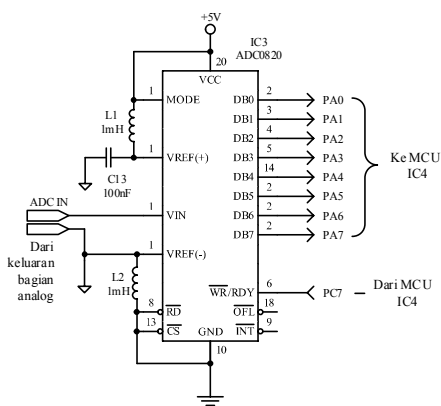 +5V
IC3
ADC0820
20
VCC
1
MODE
L1
1mH
1
VREF(+)
C13
100nF
ADC IN
1
VIN
Dari
keluaran
bagian
analog
1
VREF(-)
L2
1mH
8
RD
13
CS
GND
10
DB0
2
PA0
DB1
3
PA1
DB2
4
PA2
DB3
5
PA3
DB4
14
PA4
DB5
2
PA5
DB6
2
PA6
DB7
2
PA7
Ke MCU
IC4
WR/RDY
6
PC7
Dari MCU
IC4
OFL
18
INT
9